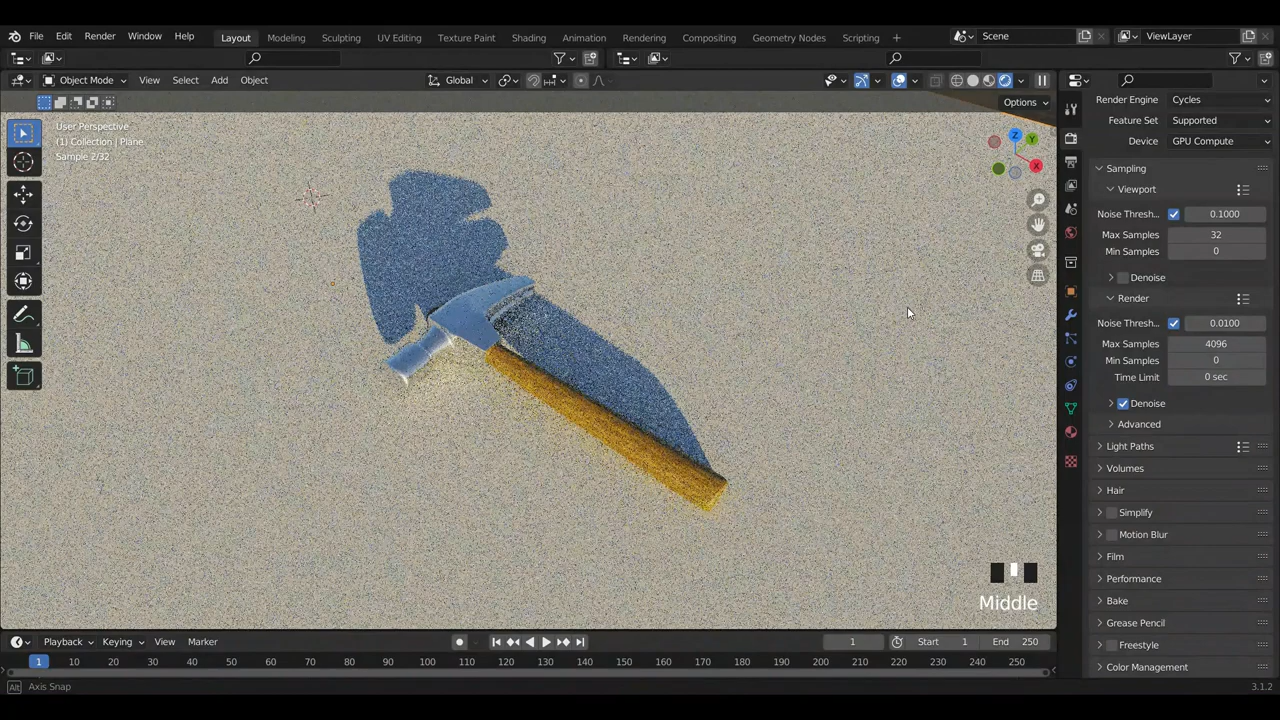 File Edit Render Window Help Layout Modeling Sculpting UV Editing Texture Paint Shading Animation Rendering Compositing Geometry Nodes Scripting + Scene ViewLayer
Object Mode View Select Add Object Global
Options
User Perspective
(1) Collection | Plane
Sample 2/32
Z
Y
X
Render Engine Cycles
Feature Set Supported
Device GPU Compute
Sampling
Viewport
Noise Thresh... 0.1000
Max Samples 32
Min Samples 0
Denoise
Render
Noise Thresh... 0.0100
Max Samples 4096
Min Samples 0
Time Limit 0 sec
Denoise
Advanced
Light Paths
Volumes
Hair
Simplify
Motion Blur
Film
Performance
Bake
Grease Pencil
Freestyle
Color Management
Middle
Playback Keying View Marker 1 Start 1 End 250
1 10 20 30 40 50 60 70 80 90 100 110 120 130 140 150 160 170 180 190 200 210 220 230 240 250
Alt Axis Snap 3.1.2